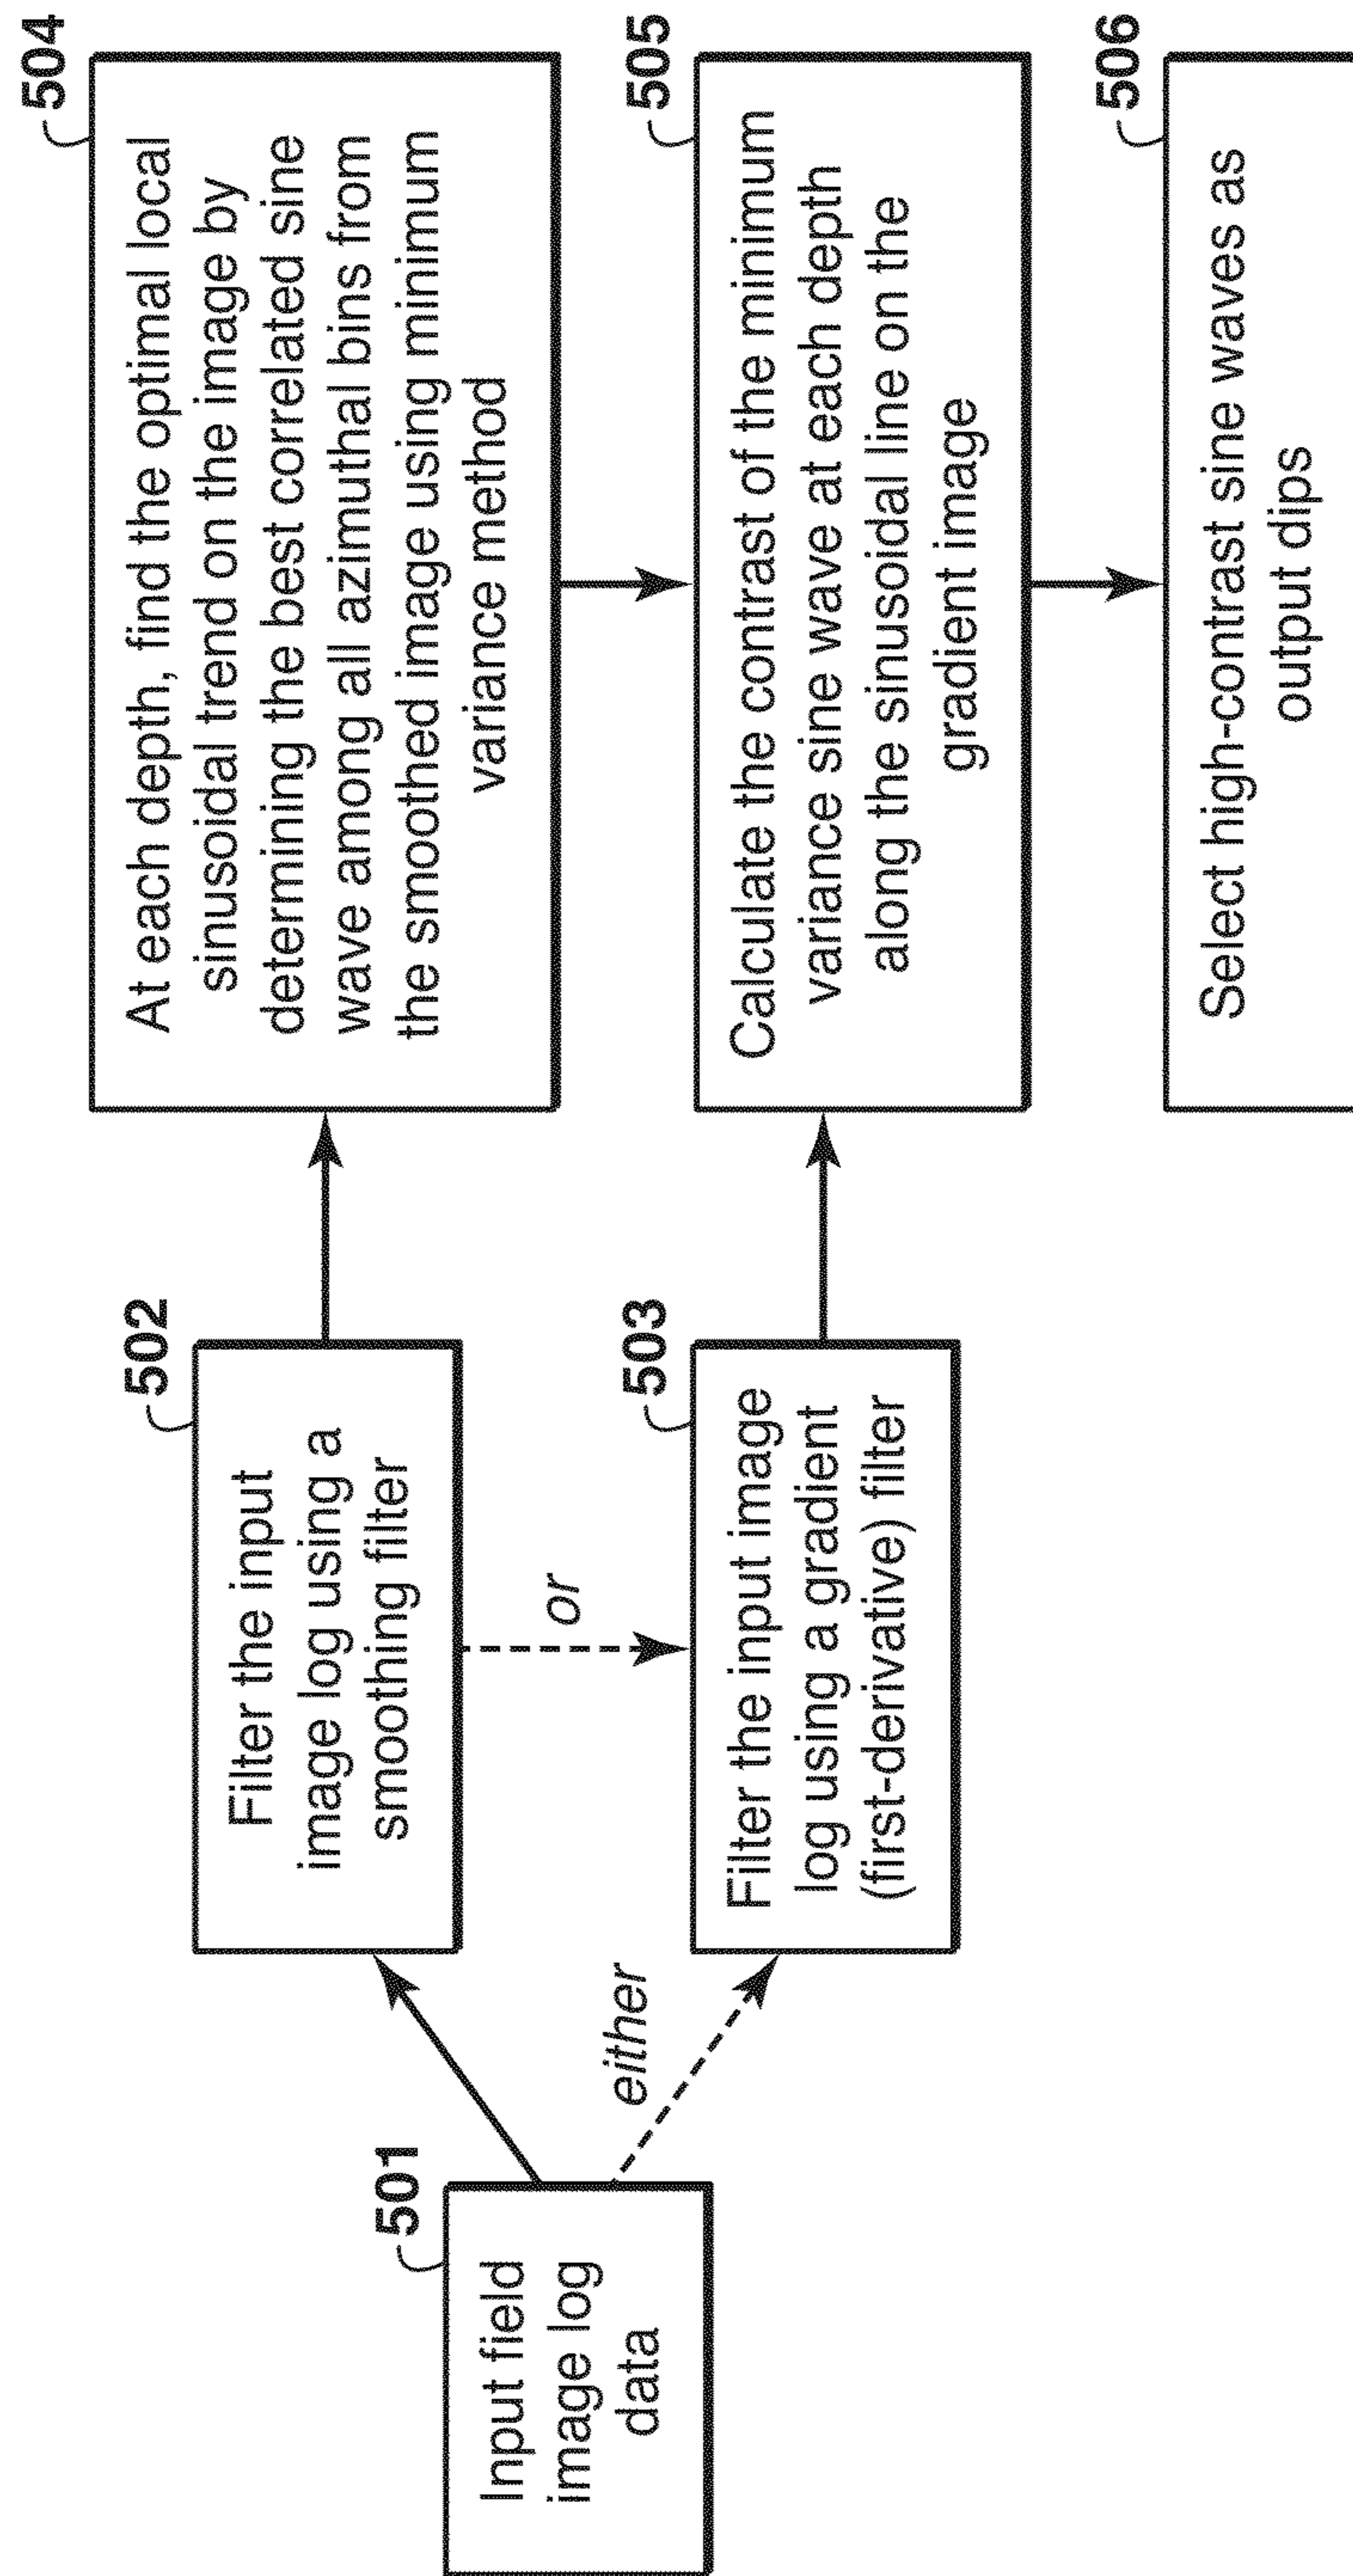 501
Input field
image log
data
either
502
Filter the input
image log using a
smoothing filter
or
503
Filter the input image
log using a gradient
(first-derivative) filter
504
At each depth, find the optimal local
sinusoidal trend on the image by
determining the best correlated sine
wave among all azimuthal bins from
the smoothed image using minimum
variance method
505
Calculate the contrast of the minimum
variance sine wave at each depth
along the sinusoidal line on the
gradient image
506
Select high-contrast sine waves as
output dips